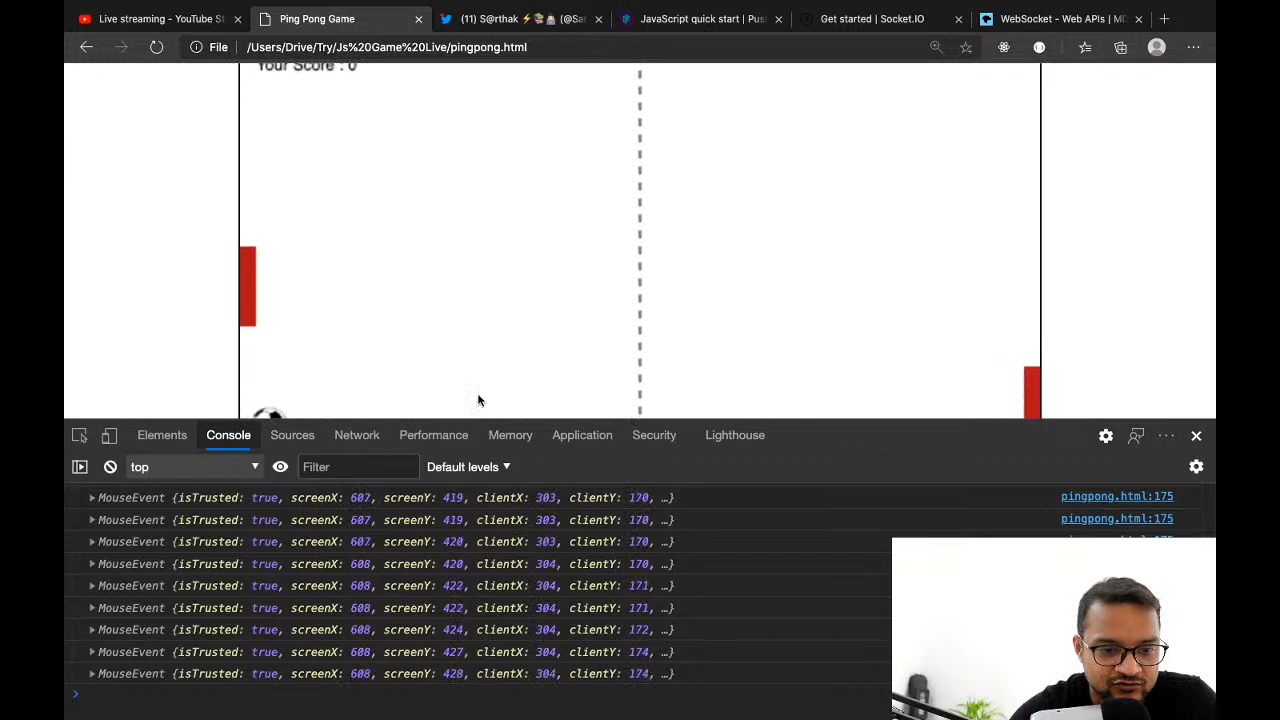 Live streaming - YouTube St
Ping Pong Game
(11) S@rthak ⚡📚👨🏻‍💻 (@Sar
JavaScript quick start | Pus
Get started | Socket.IO
WebSocket - Web APIs | MD
File
/Users/Drive/Try/Js%20Game%20Live/pingpong.html
Your Score : 0
Elements
Console
Sources
Network
Performance
Memory
Application
Security
Lighthouse
top
Filter
Default levels
MouseEvent {isTrusted: true, screenX: 607, screenY: 419, clientX: 303, clientY: 170, …}
pingpong.html:175
MouseEvent {isTrusted: true, screenX: 607, screenY: 419, clientX: 303, clientY: 170, …}
pingpong.html:175
MouseEvent {isTrusted: true, screenX: 607, screenY: 420, clientX: 303, clientY: 170, …}
MouseEvent {isTrusted: true, screenX: 608, screenY: 420, clientX: 304, clientY: 170, …}
MouseEvent {isTrusted: true, screenX: 608, screenY: 422, clientX: 304, clientY: 171, …}
MouseEvent {isTrusted: true, screenX: 608, screenY: 422, clientX: 304, clientY: 171, …}
MouseEvent {isTrusted: true, screenX: 608, screenY: 424, clientX: 304, clientY: 172, …}
MouseEvent {isTrusted: true, screenX: 608, screenY: 427, clientX: 304, clientY: 174, …}
MouseEvent {isTrusted: true, screenX: 608, screenY: 428, clientX: 304, clientY: 174, …}